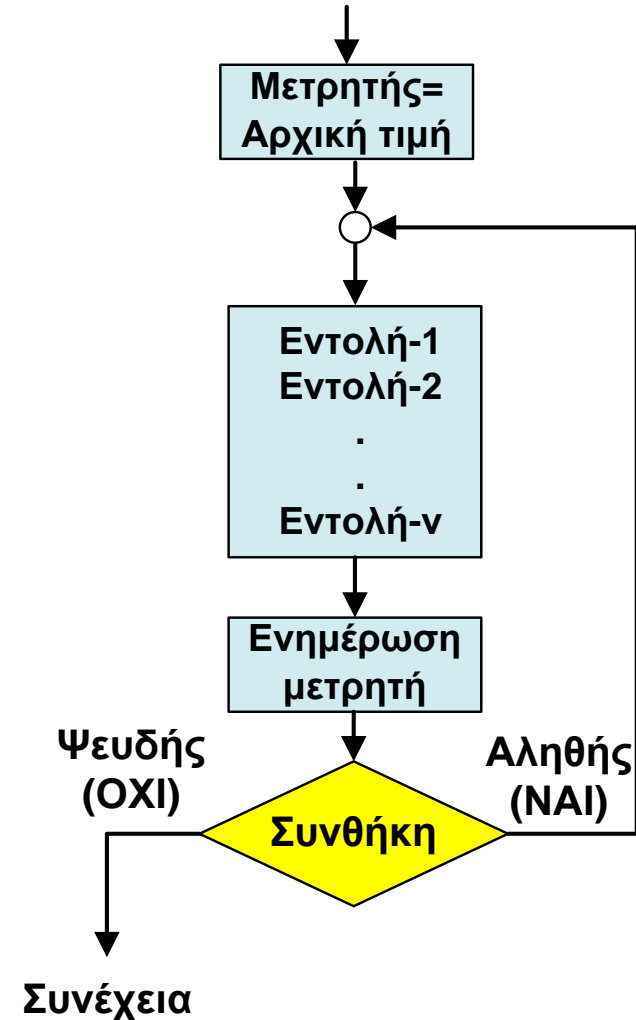 Μετρητής=
Αρχική τιμή
Εντολή-1
Εντολή-2
.
.
Εντολή-ν
Ενημέρωση
μετρητή
Ψευδής
(ΟΧΙ)
Αληθής
(ΝΑΙ)
Συνθήκη
Συνέχεια